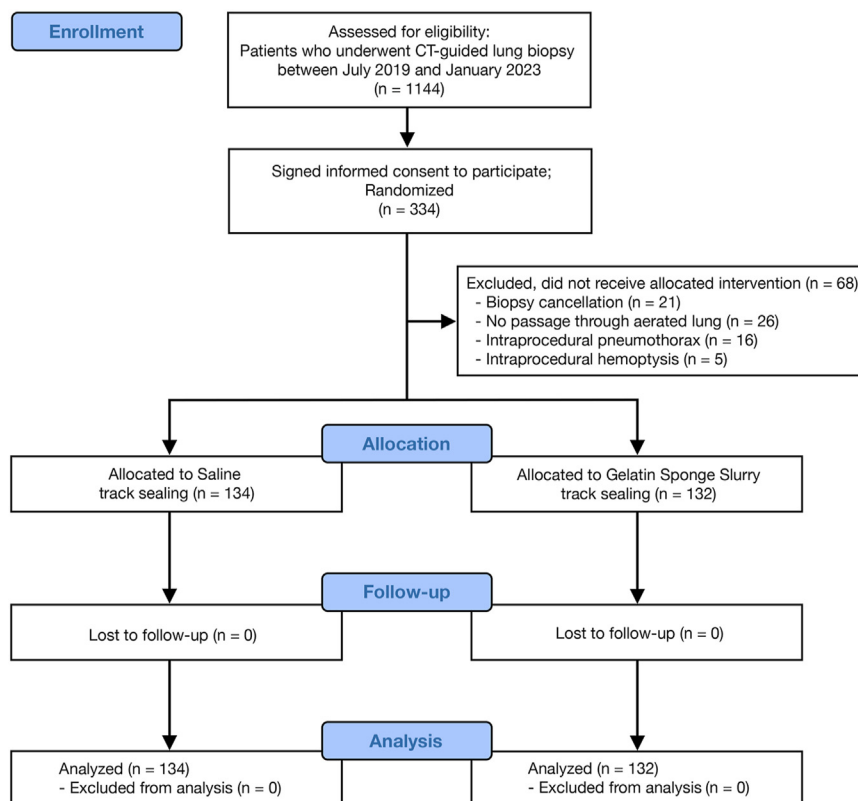 Enrollment
Assessed for eligibility:
Patients who underwent CT-guided lung biopsy
between July 2019 and January 2023
(n = 1144)
Signed informed consent to participate;
Randomized
(n = 334)
Excluded, did not receive allocated intervention (n = 68)
- Biopsy cancellation (n = 21)
- No passage through aerated lung (n = 26)
- Intraprocedural pneumothorax (n = 16)
- Intraprocedural hemoptysis (n = 5)
Allocation
Allocated to Saline
track sealing (n = 134)
Allocated to Gelatin Sponge Slurry
track sealing (n = 132)
Follow-up
Lost to follow-up (n = 0)
Lost to follow-up (n = 0)
Analysis
Analyzed (n = 134)
- Excluded from analysis (n = 0)
Analyzed (n = 132)
- Excluded from analysis (n = 0)